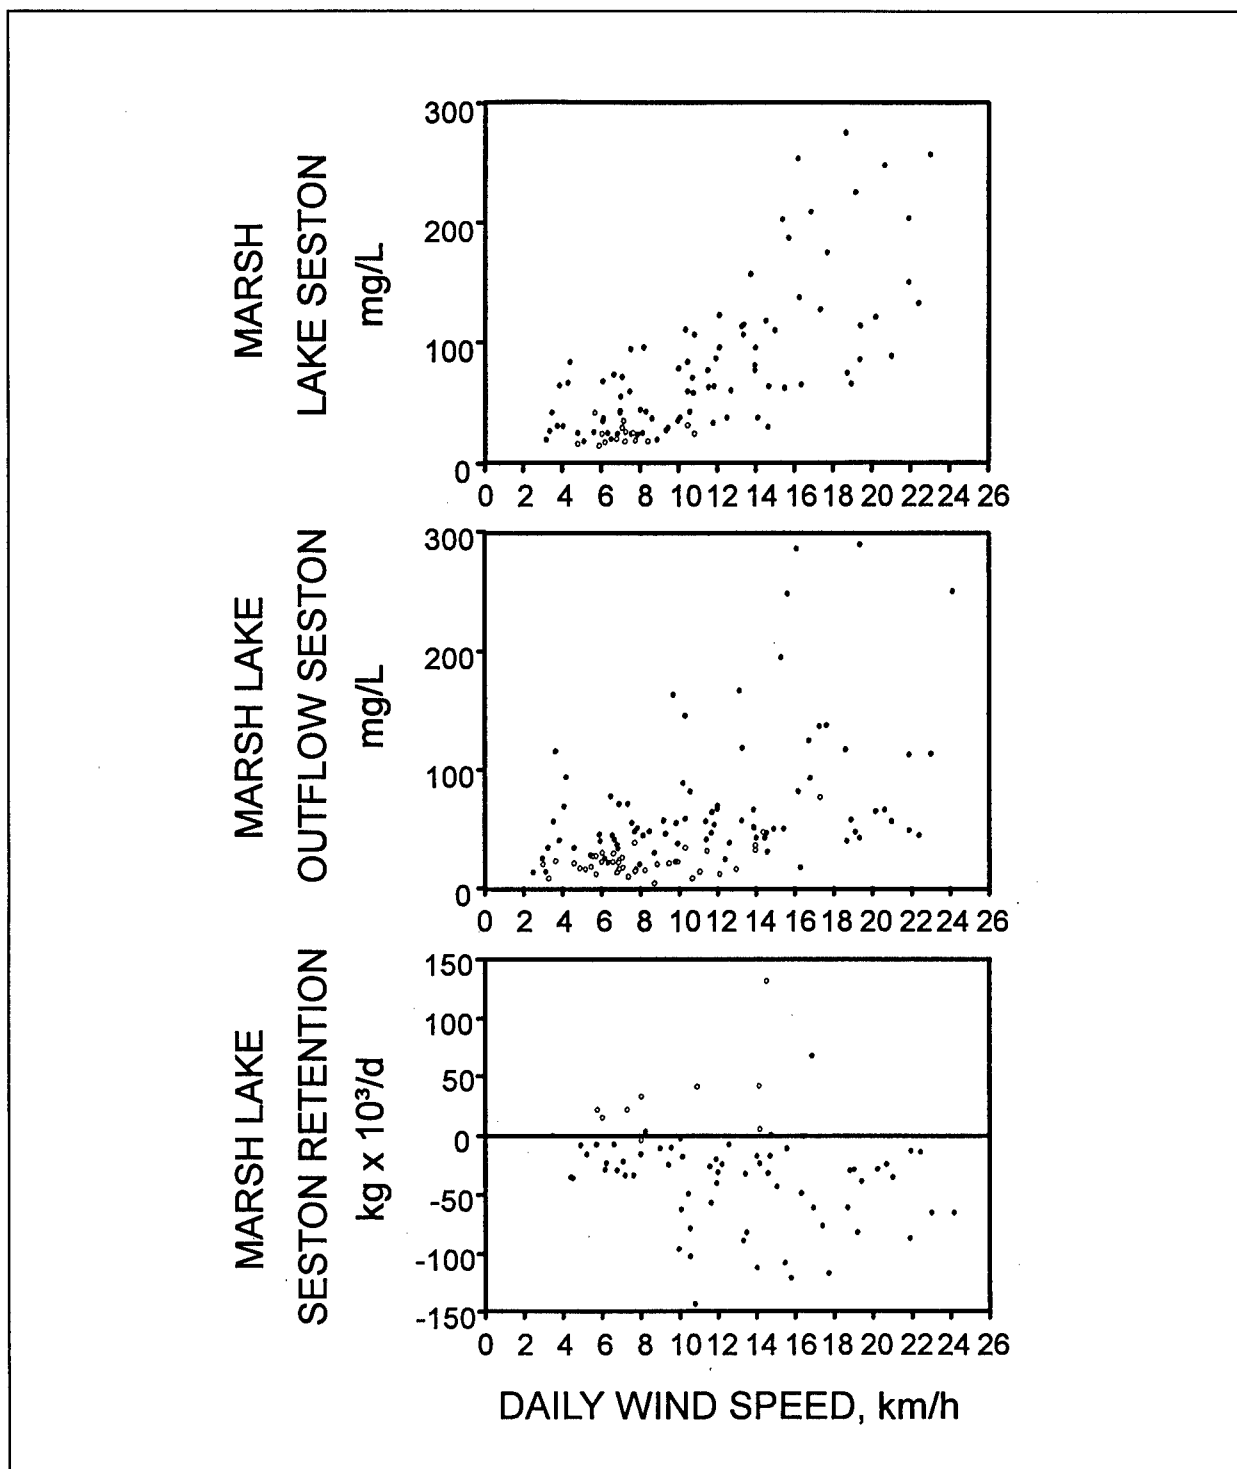 MARSH
LAKE SESTON
mg/L
300
200
100
0
0 2 4 6 8 10 12 14 16 18 20 22 24 26
MARSH LAKE
OUTFLOW SESTON
mg/L
300
200
100
0
0 2 4 6 8 10 12 14 16 18 20 22 24 26
MARSH LAKE
SESTON RETENTION
kg x 10³/d
150
100
50
0
-50
-100
-150
0 2 4 6 8 10 12 14 16 18 20 22 24 26
DAILY WIND SPEED, km/h